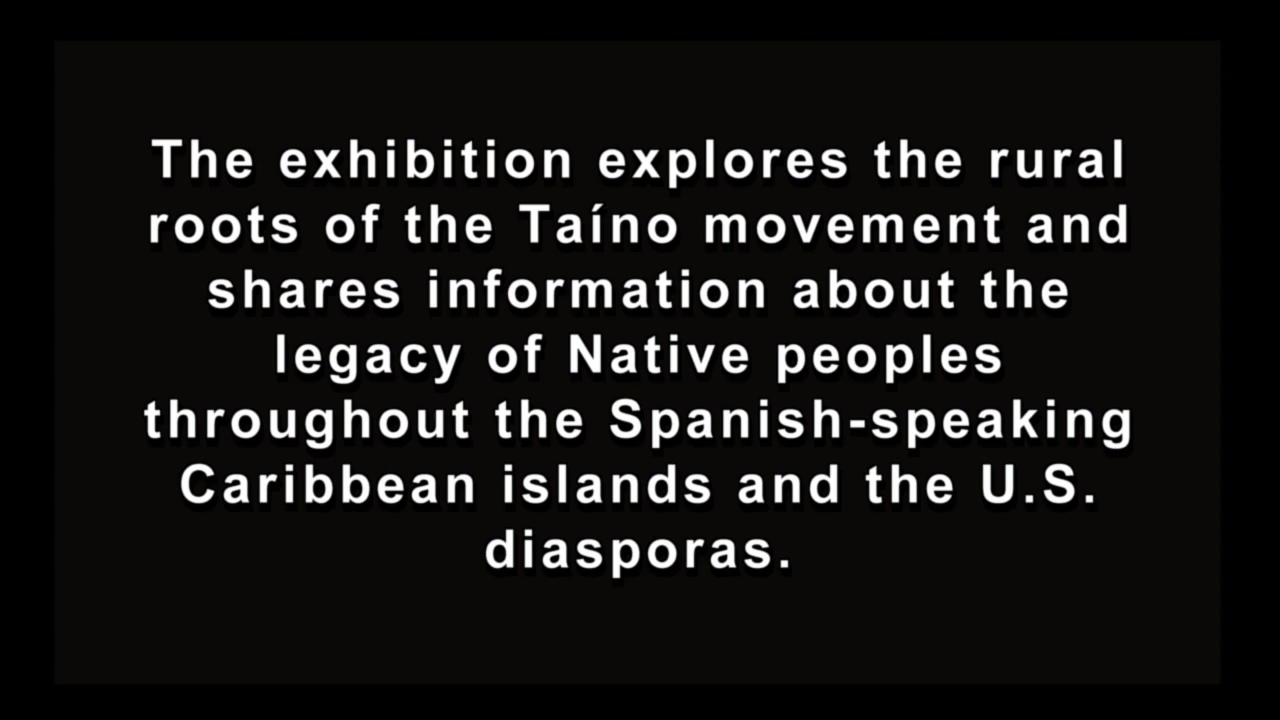 The exhibition explores the rural
roots of the Taíno movement and
shares information about the
legacy of Native peoples
throughout the Spanish-speaking
Caribbean islands and the U.S.
diasporas.